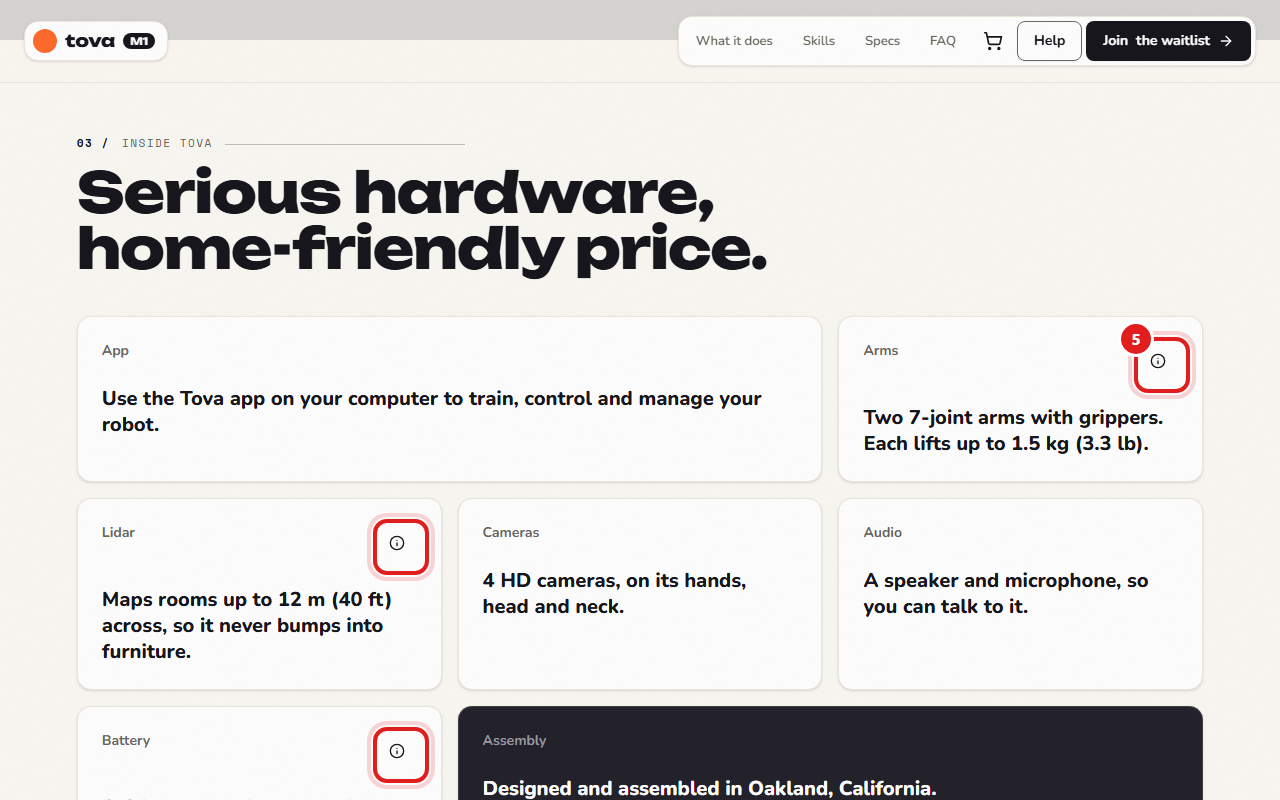 tova M1
What it does Skills Specs FAQ Help Join the waitlist →
03 / INSIDE TOVA
Serious hardware,
home-friendly price.
App
Use the Tova app on your computer to train, control and manage your
robot.
Arms
5
Two 7-joint arms with grippers.
Each lifts up to 1.5 kg (3.3 lb).
Lidar
Maps rooms up to 12 m (40 ft)
across, so it never bumps into
furniture.
Cameras
4 HD cameras, on its hands,
head and neck.
Audio
A speaker and microphone, so
you can talk to it.
Battery
Assembly
Designed and assembled in Oakland, California.